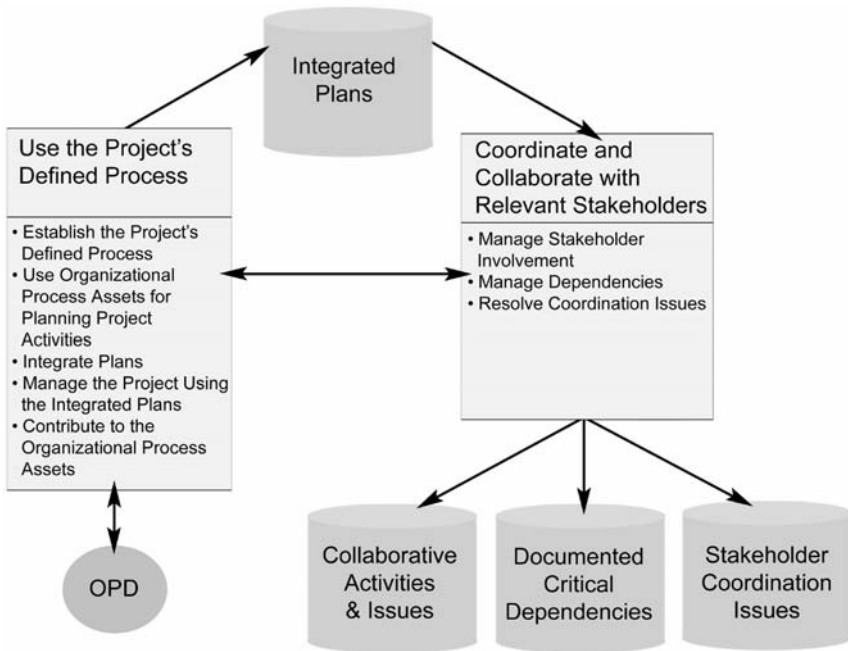 Integrated
Plans
Use the Project's
Defined Process
• Establish the Project's
Defined Process
• Use Organizational
Process Assets for
Planning Project
Activities
• Integrate Plans
• Manage the Project Using
the Integrated Plans
• Contribute to the
Organizational Process
Assets
Coordinate and
Collaborate with
Relevant Stakeholders
• Manage Stakeholder
Involvement
• Manage Dependencies
• Resolve Coordination Issues
OPD
Collaborative
Activities
& Issues
Documented
Critical
Dependencies
Stakeholder
Coordination
Issues